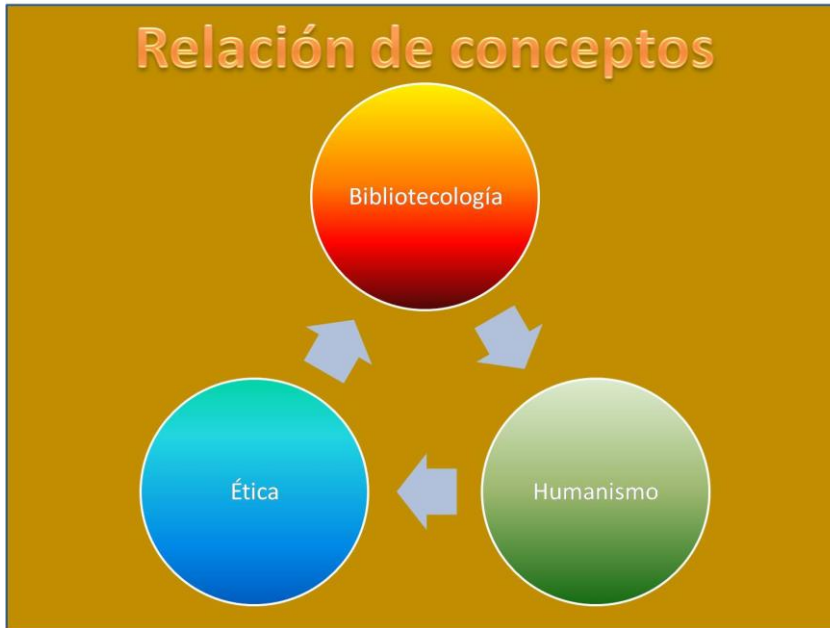 Relación de conceptos
Bibliotecología
Ética
Humanismo